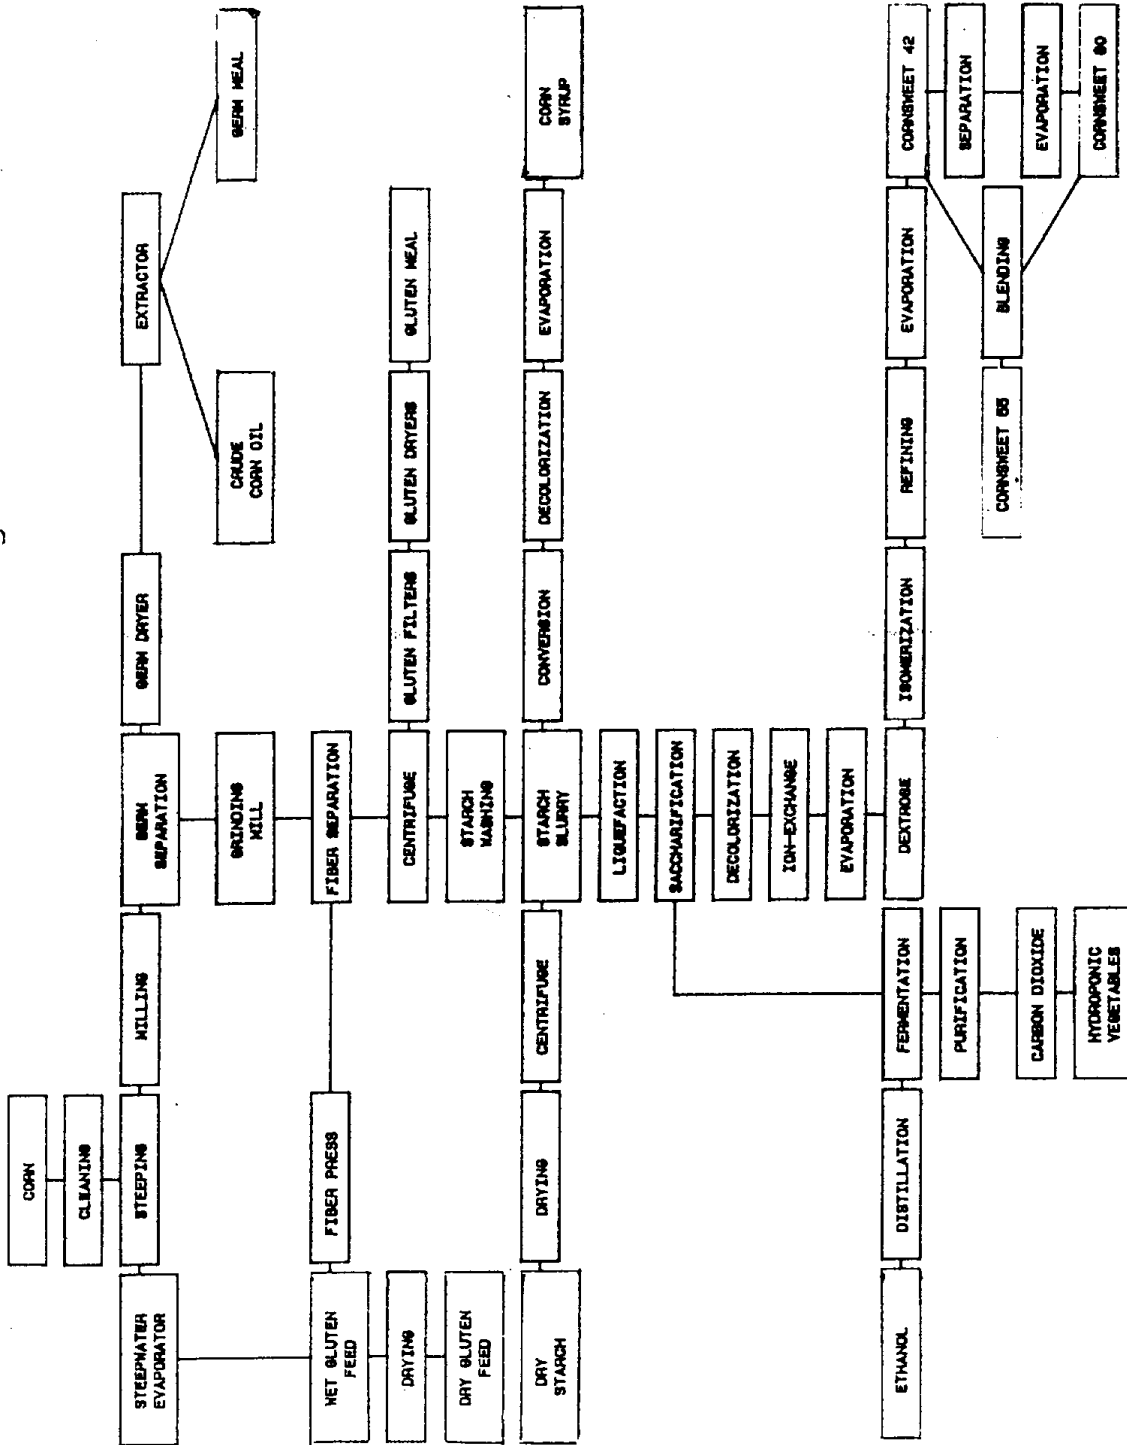 CORN
CLEANING
STEEPWATER
EVAPORATOR
STEEPING
MILLING
GERM
SEPARATION
GERM DRYER
EXTRACTOR
CRUDE
CORN OIL
GERM MEAL
GRINDING
MILL
WET GLUTEN
FEED
FIBER PRESS
FIBER SEPARATION
DRYING
DRY GLUTEN
FEED
CENTRIFUGE
GLUTEN FILTERS
GLUTEN DRYERS
GLUTEN MEAL
STARCH
WASHING
DRY
STARCH
DRYING
CENTRIFUGE
STARCH
SLURRY
CONVERSION
DECOLORIZATION
EVAPORATION
CORN
SYRUP
LIQUEFACTION
SACCHARIFICATION
DECOLORIZATION
ION-EXCHANGE
EVAPORATION
ETHANOL
DISTILLATION
FERMENTATION
DEXTROSE
ISOMERIZATION
REFINING
EVAPORATION
CORNSWEET 42
PURIFICATION
SEPARATION
CARBON DIOXIDE
CORNSWEET 55
BLENDING
EVAPORATION
HYDROPONIC
VEGETABLES
CORNSWEET 90